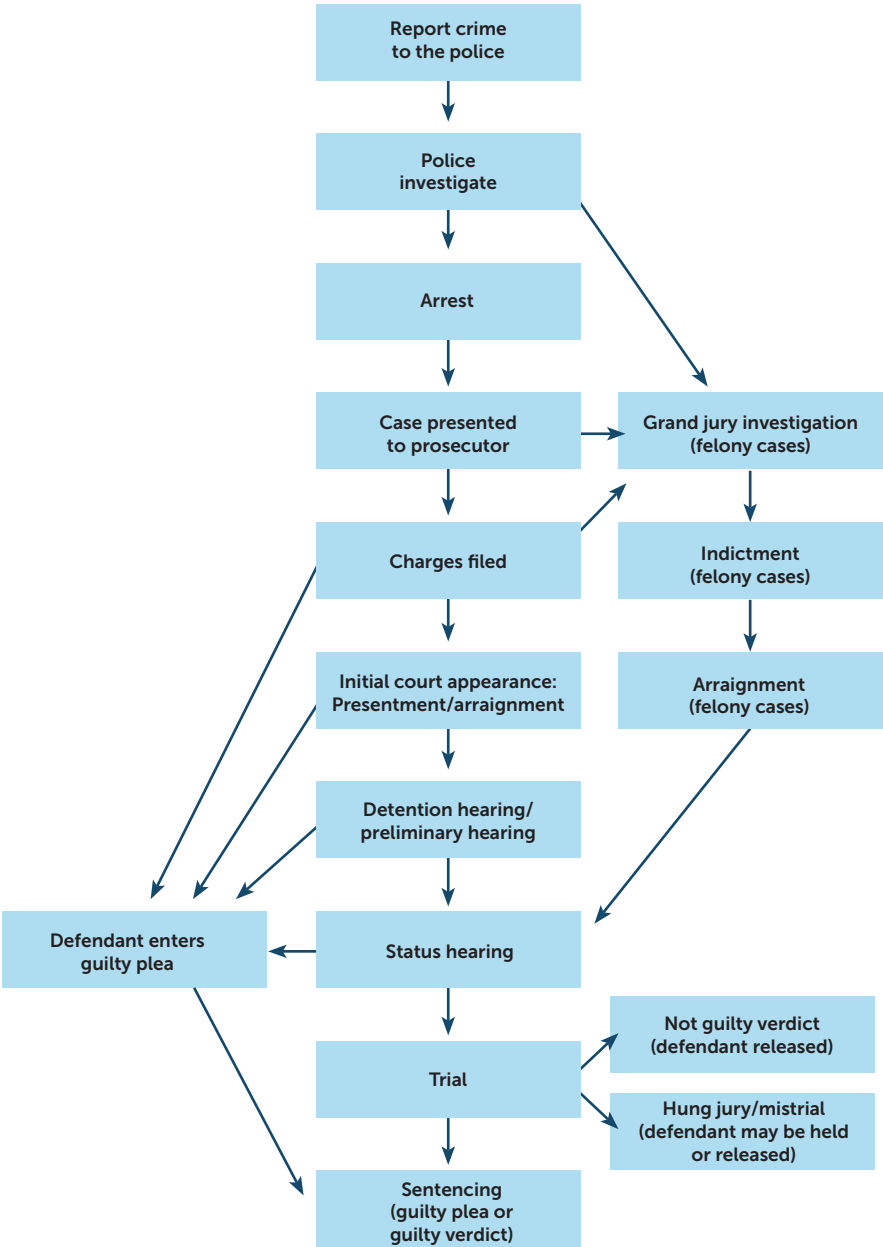 Report crime
to the police
Police
investigate
Arrest
Case presented
to prosecutor
Grand jury investigation
(felony cases)
Charges filed
Indictment
(felony cases)
Initial court appearance:
Presentment/arraignment
Arraignment
(felony cases)
Detention hearing/
preliminary hearing
Defendant enters
guilty plea
Status hearing
Not guilty verdict
(defendant released)
Trial
Hung jury/mistrial
(defendant may be held
or released)
Sentencing
(guilty plea or
guilty verdict)